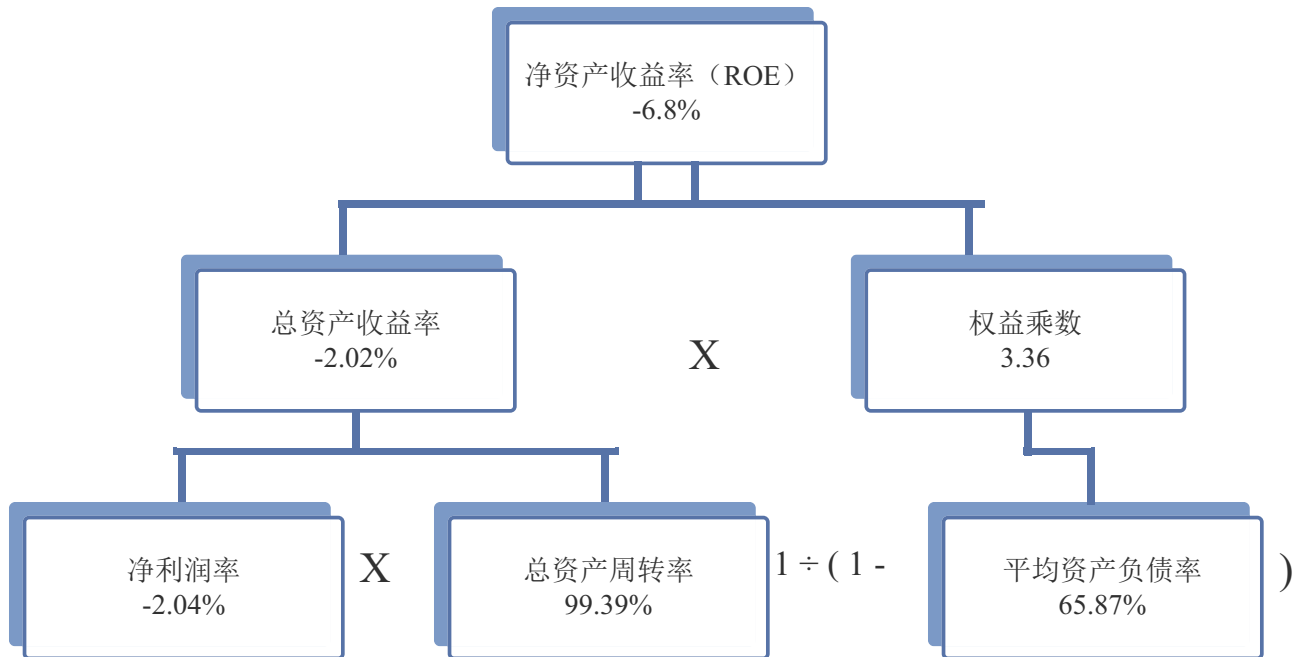 净资产收益率（ROE）
-6.8%
总资产收益率
-2.02%
X
权益乘数
3.36
净利润率
-2.04%
X
总资产周转率
99.39%
1 ÷ ( 1 -
平均资产负债率
65.87%
)